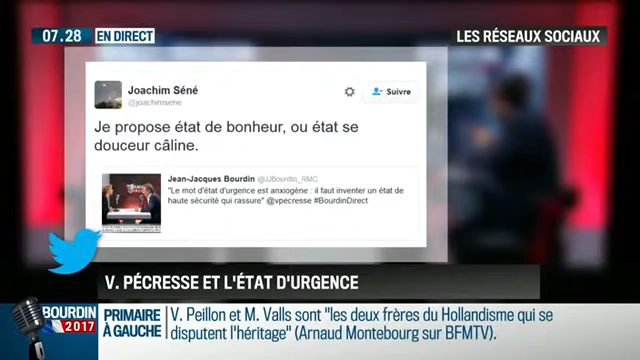 07.28 EN DIRECT
LES RÉSEAUX SOCIAUX
Joachim Séné
@joachimsene
Suivre
Je propose état de bonheur, ou état se
douceur câline.
Jean-Jacques Bourdin @JJBourdin_RMC
"Le mot d'état d'urgence est anxiogène : il faut inventer un état de
haute sécurité qui rassure" @vpecresse #BourdinDirect
V. PÉCRESSE ET L'ÉTAT D'URGENCE
BOURDIN
2017
PRIMAIRE
À GAUCHE
V. Peillon et M. Valls sont "les deux frères du Hollandisme qui se
disputent l'héritage" (Arnaud Montebourg sur BFMTV).